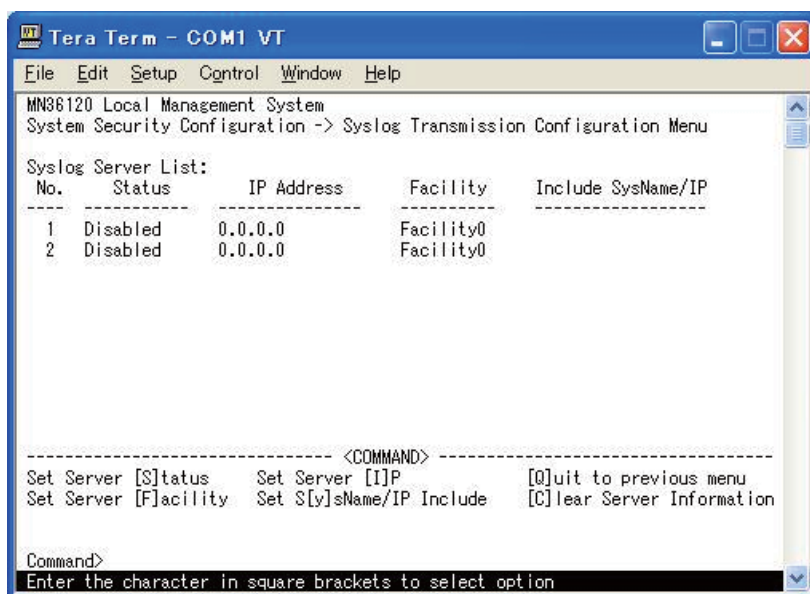 Tera Term - COM1 VT
File Edit Setup Control Window Help
MN36120 Local Management System
System Security Configuration -> Syslog Transmission Configuration Menu
Syslog Server List:
No. Status IP Address Facility Include SysName/IP
---- ----------- --------------- ---------- ------------------
1 Disabled 0.0.0.0 Facility0
2 Disabled 0.0.0.0 Facility0
-------------------------------- <COMMAND> -----------------------------------
Set Server [S]tatus Set Server [I]P [Q]uit to previous menu
Set Server [F]acility Set S[y]sName/IP Include [C]lear Server Information
Command>
Enter the character in square brackets to select option